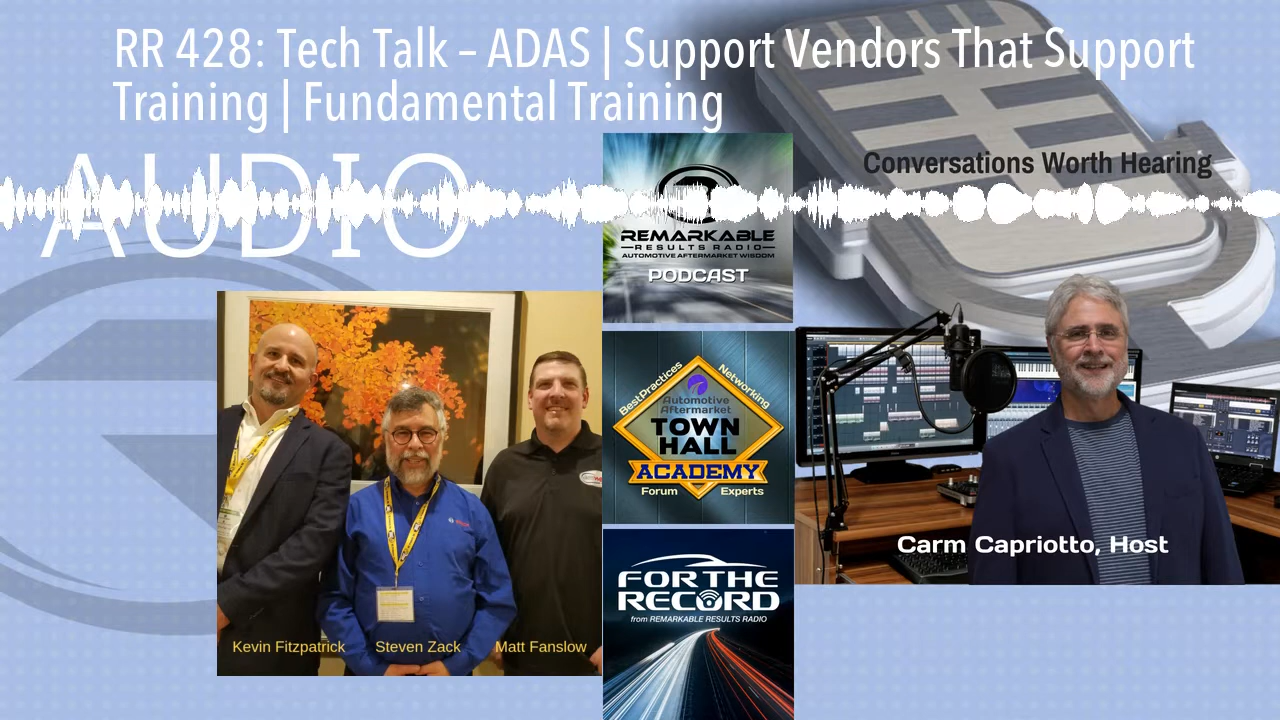 RR 428: Tech Talk – ADAS | Support Vendors That Support
Training | Fundamental Training
AUDIO
Conversations Worth Hearing
REMARKABLE
RESULTS RADIO
AUTOMOTIVE AFTERMARKET WISDOM
PODCAST
BestPractices
Networking
Automotive
Aftermarket
TOWN
HALL
ACADEMY
Forum Experts
FOR THE
RECORD
from REMARKABLE RESULTS RADIO
Kevin Fitzpatrick Steven Zack Matt Fanslow
Carm Capriotto, Host